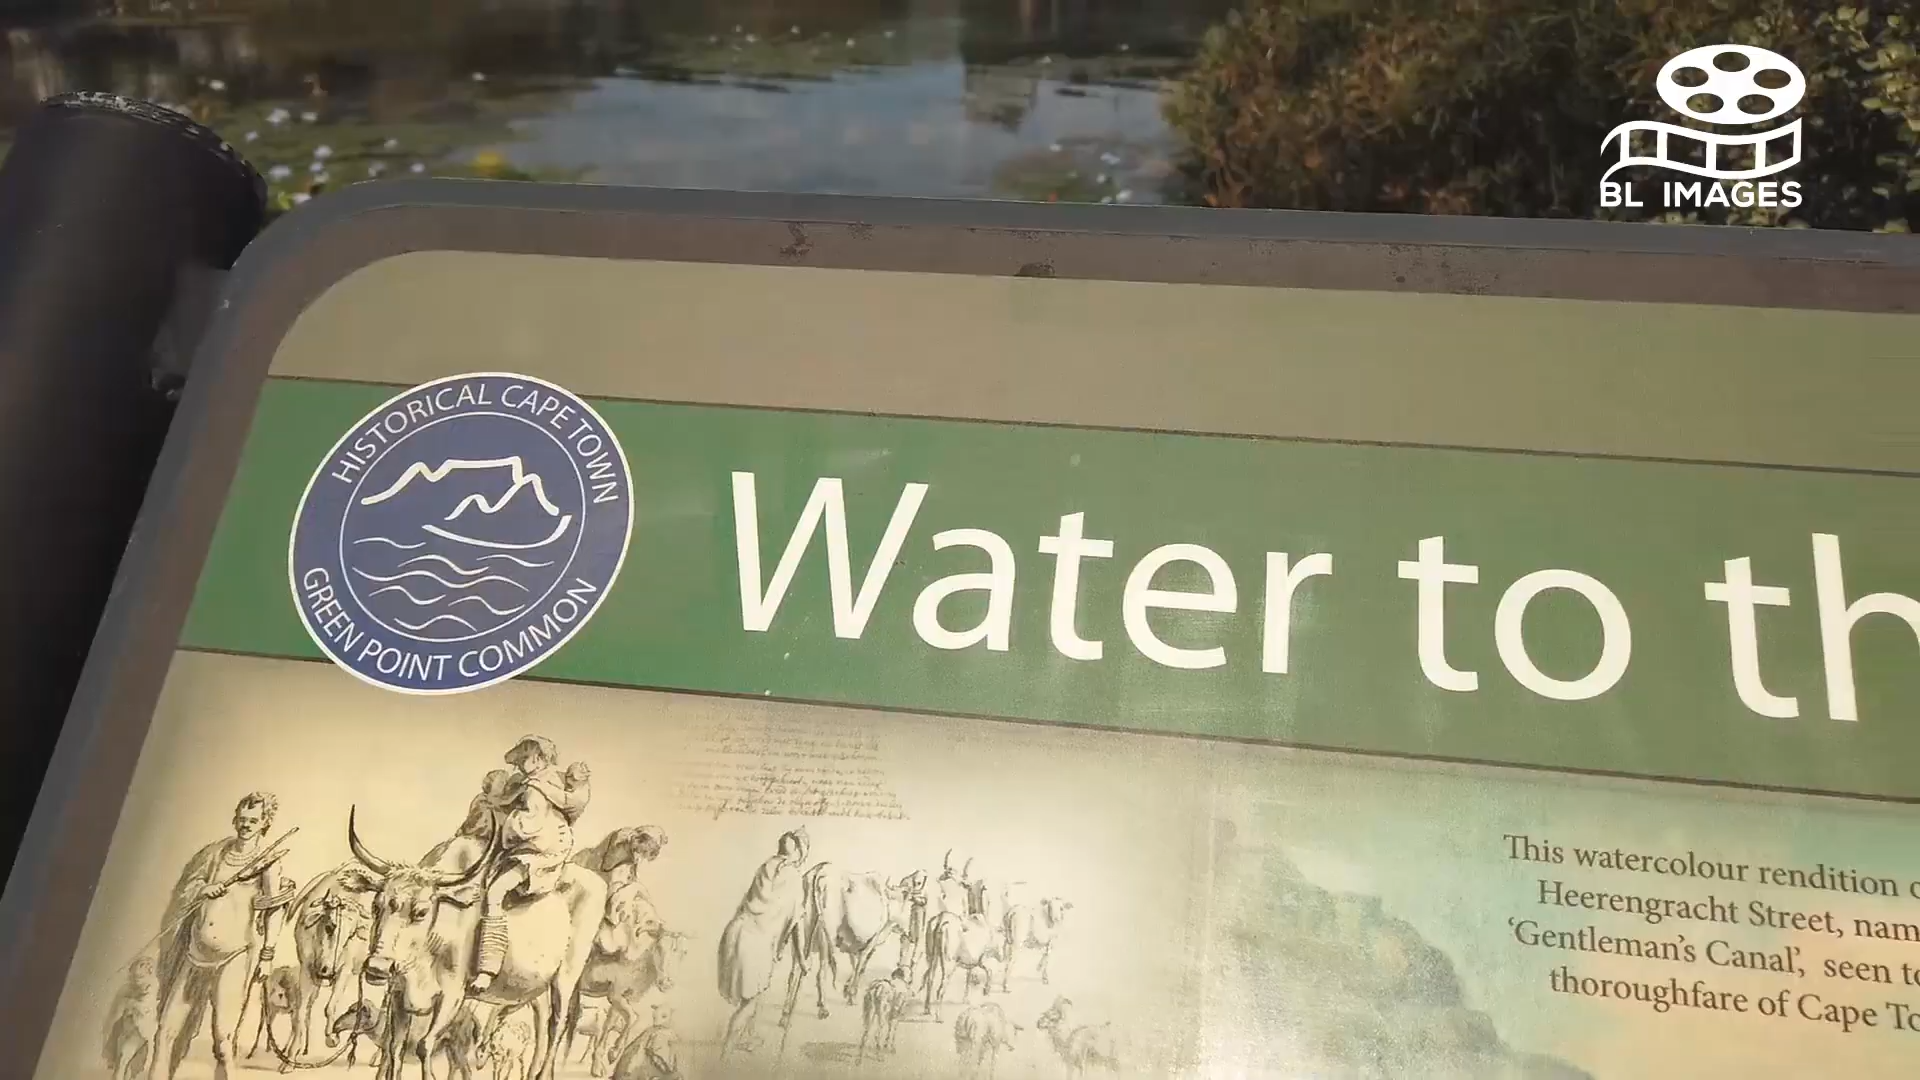 BL IMAGES
HISTORICAL CAPE TOWN
GREEN POINT COMMON
Water to th
This watercolour rendition
Heerengracht Street, nam
'Gentleman's Canal', seen to
thoroughfare of Cape To